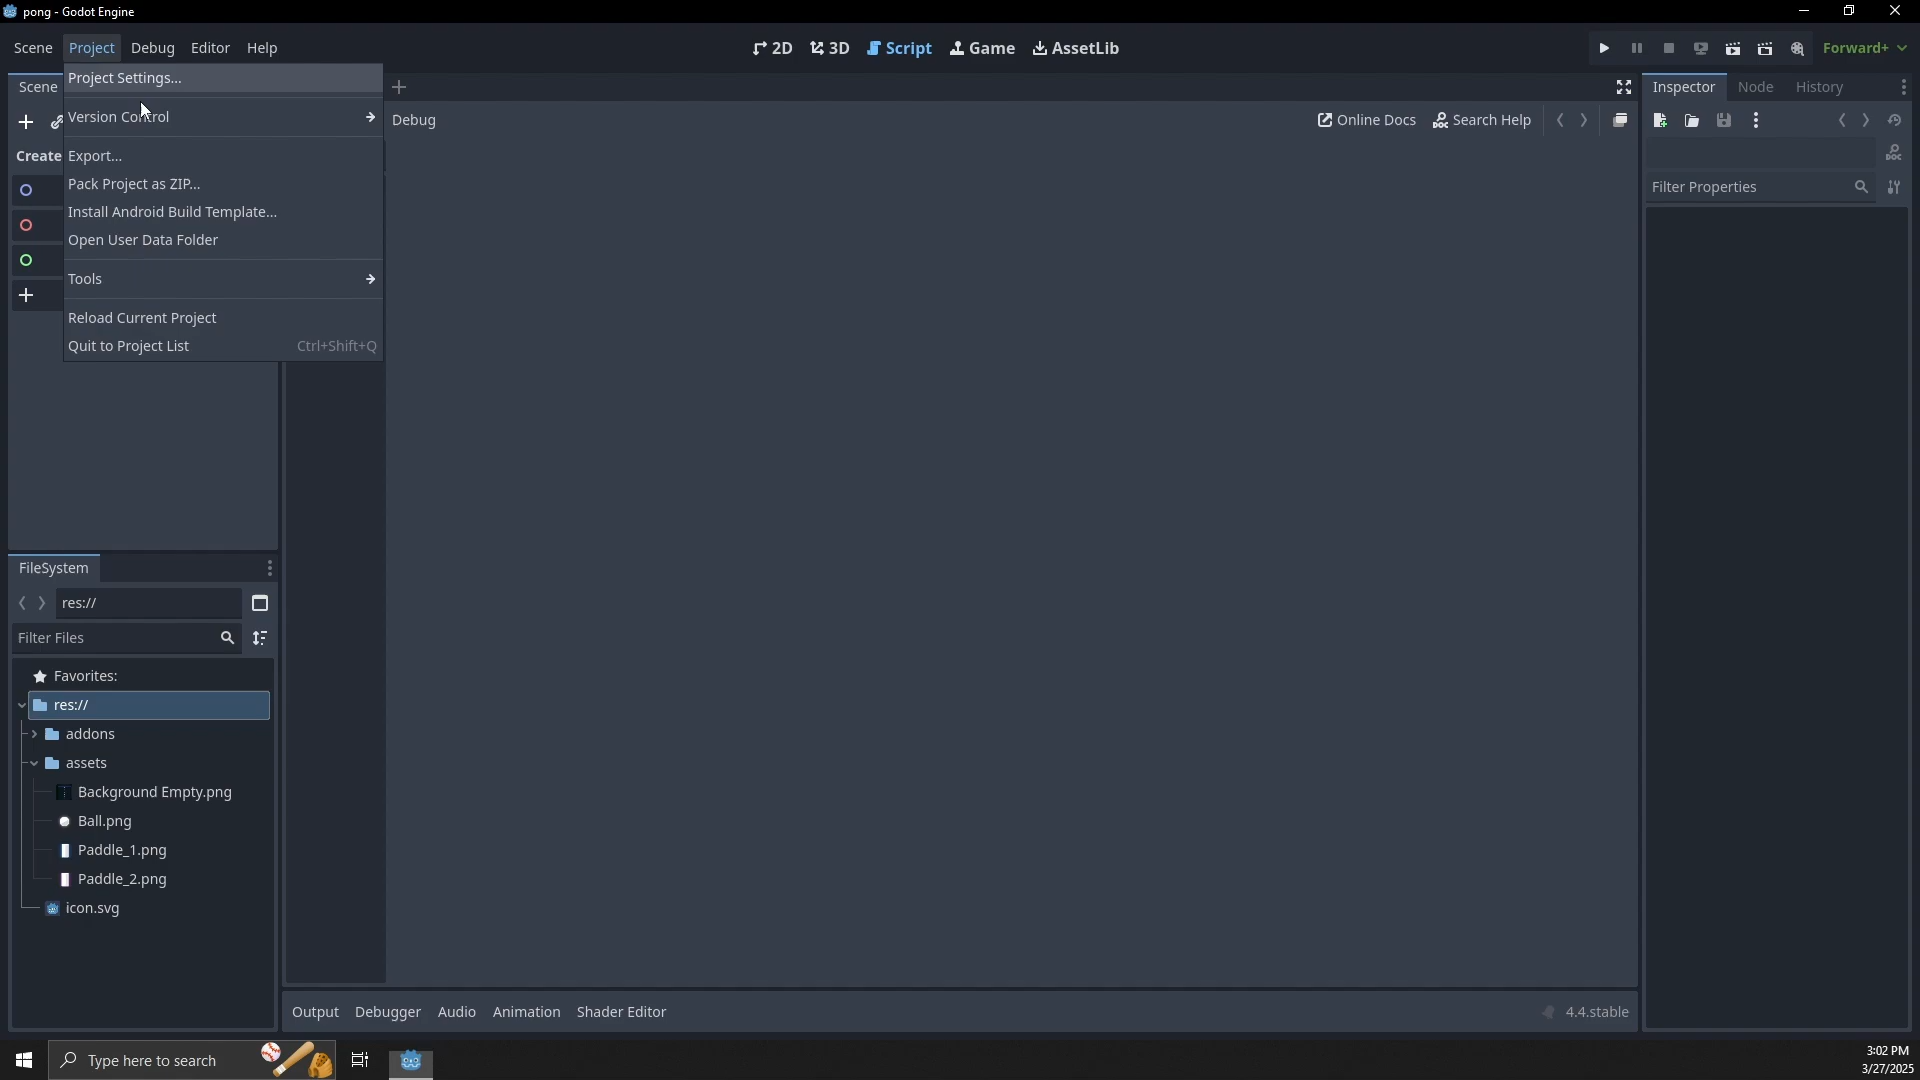 pong - Godot Engine
Scene Project Debug Editor Help
2D 3D Script Game AssetLib
Forward+
Project Settings...
Version Control
Export...
Pack Project as ZIP...
Install Android Build Template...
Open User Data Folder
Tools
Reload Current Project
Quit to Project List Ctrl+Shift+Q
Scene
Create
Debug
Online Docs Search Help
Inspector Node History
DOC
Filter Properties
FileSystem
res://
Filter Files
Favorites:
res://
addons
assets
Background Empty.png
Ball.png
Paddle_1.png
Paddle_2.png
icon.svg
Output Debugger Audio Animation Shader Editor
4.4.stable
Type here to search
3:02 PM
3/27/2025